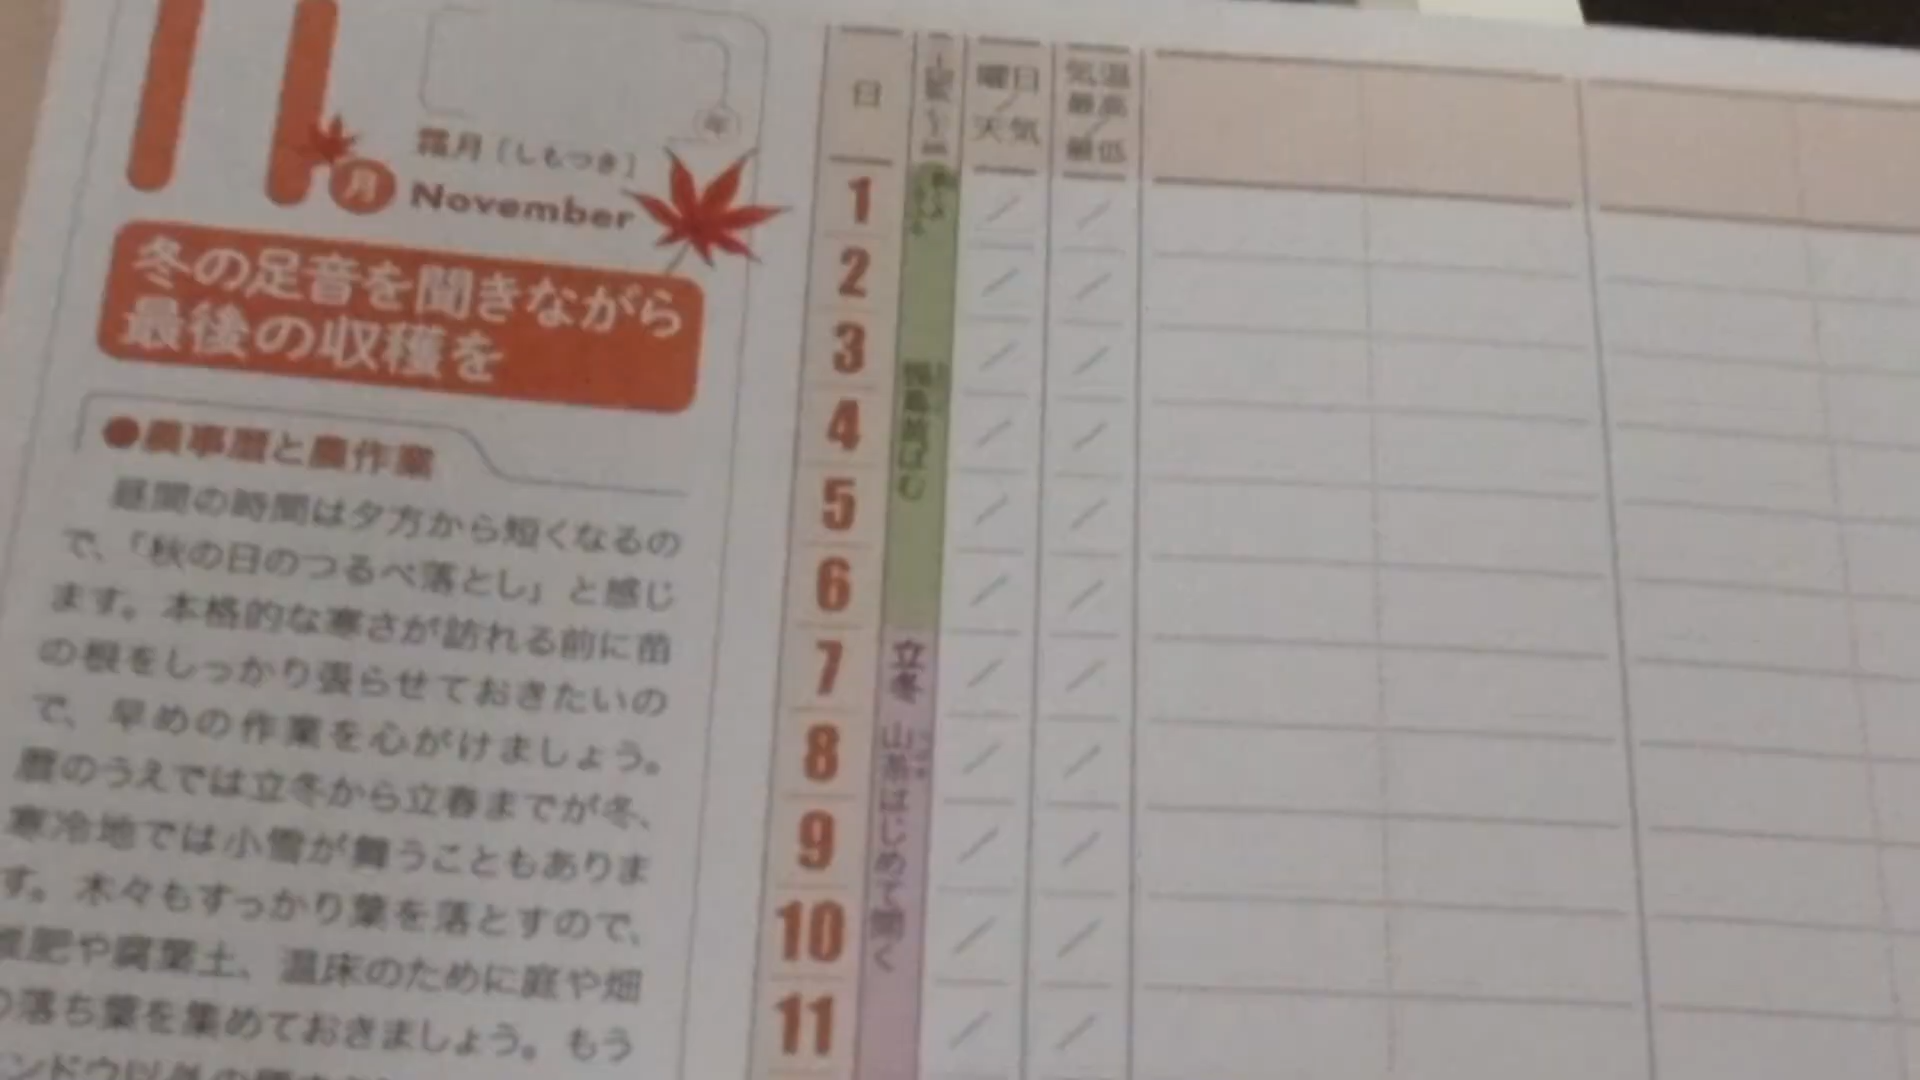 11
月
年
霜月〔しもつき〕
November
冬の足音を聞きながら
最後の収穫を
●農事暦と農作業
昼間の時間は夕方から短くなるの
で、「秋の日のつるべ落とし」と感じ
ます。本格的な寒さが訪れる前に苗
の根をしっかり張らせておきたいの
で、早めの作業を心がけましょう。
暦のうえでは立冬から立春までが冬、
寒冷地では小雪が舞うこともありま
す。木々もすっかり葉を落とすので、
堆肥や腐葉土、温床のために庭や畑
の落ち葉を集めておきましょう。もう
日
曜日
天気
気温
最高
最低
1
2
3
4
5
6
7
8
9
10
11
楓蔦黄ばむ
立冬
山茶はじめて開く